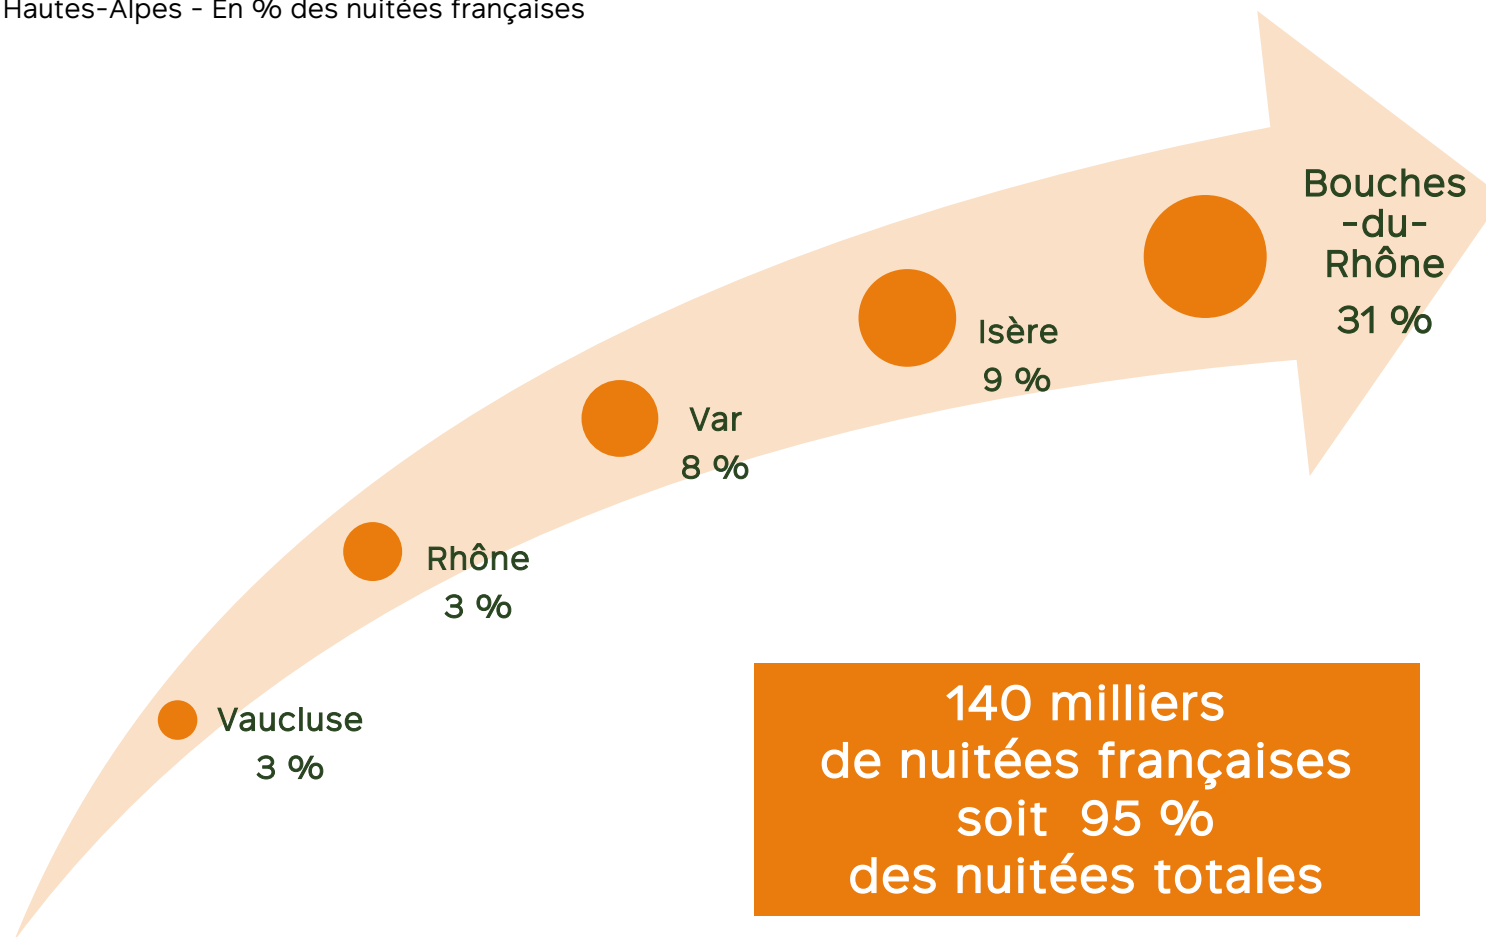 Hautes-Alpes - En % des nuitées françaises
Bouches
-du-
Rhône
31 %
Isère
9 %
Var
8 %
Rhône
3 %
Vaucluse
3 %
140 milliers
de nuitées françaises
soit 95 %
des nuitées totales